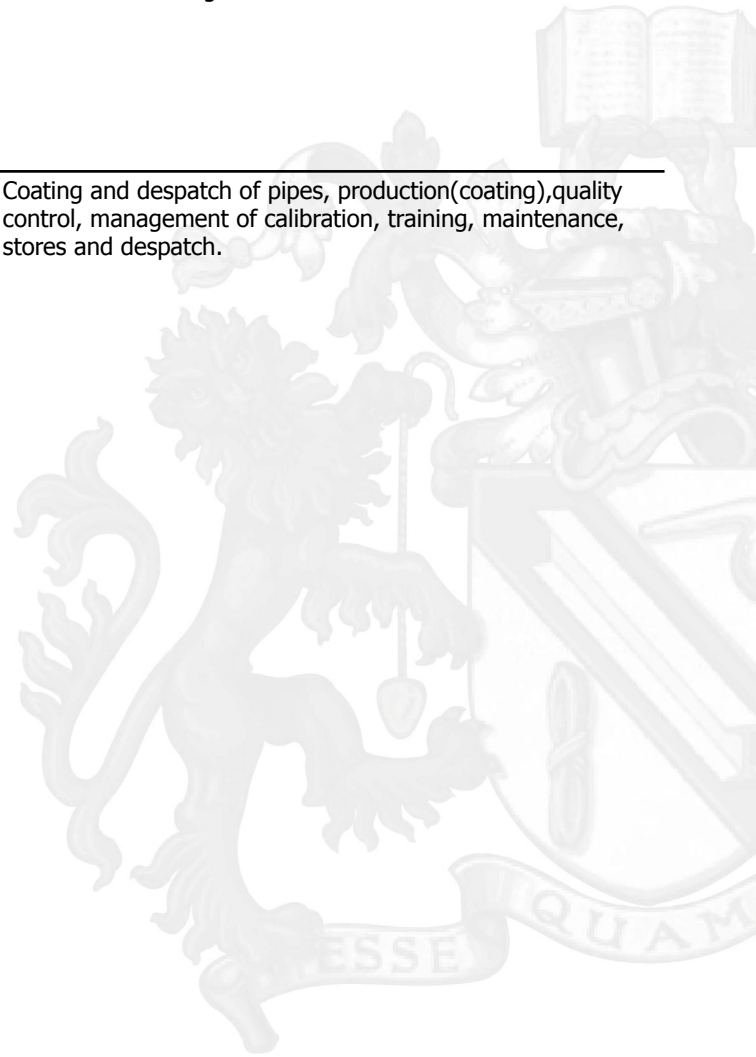 Coating and despatch of pipes, production(coating),quality
control, management of calibration, training, maintenance,
stores and despatch.
ESSE QUAM